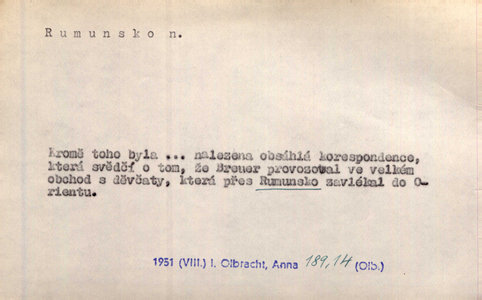 Rumunsko n.
Kromě toho byla ... nalezena obsáhlá korespondence,
která svědčí o tom, že Breuer provozoval ve velkém
obchod s děvčaty, která přes Rumunsko zavlékal do O-
rientu.
1951 (VIII.) I. Olbracht, Anna 189,14 (Olb.)